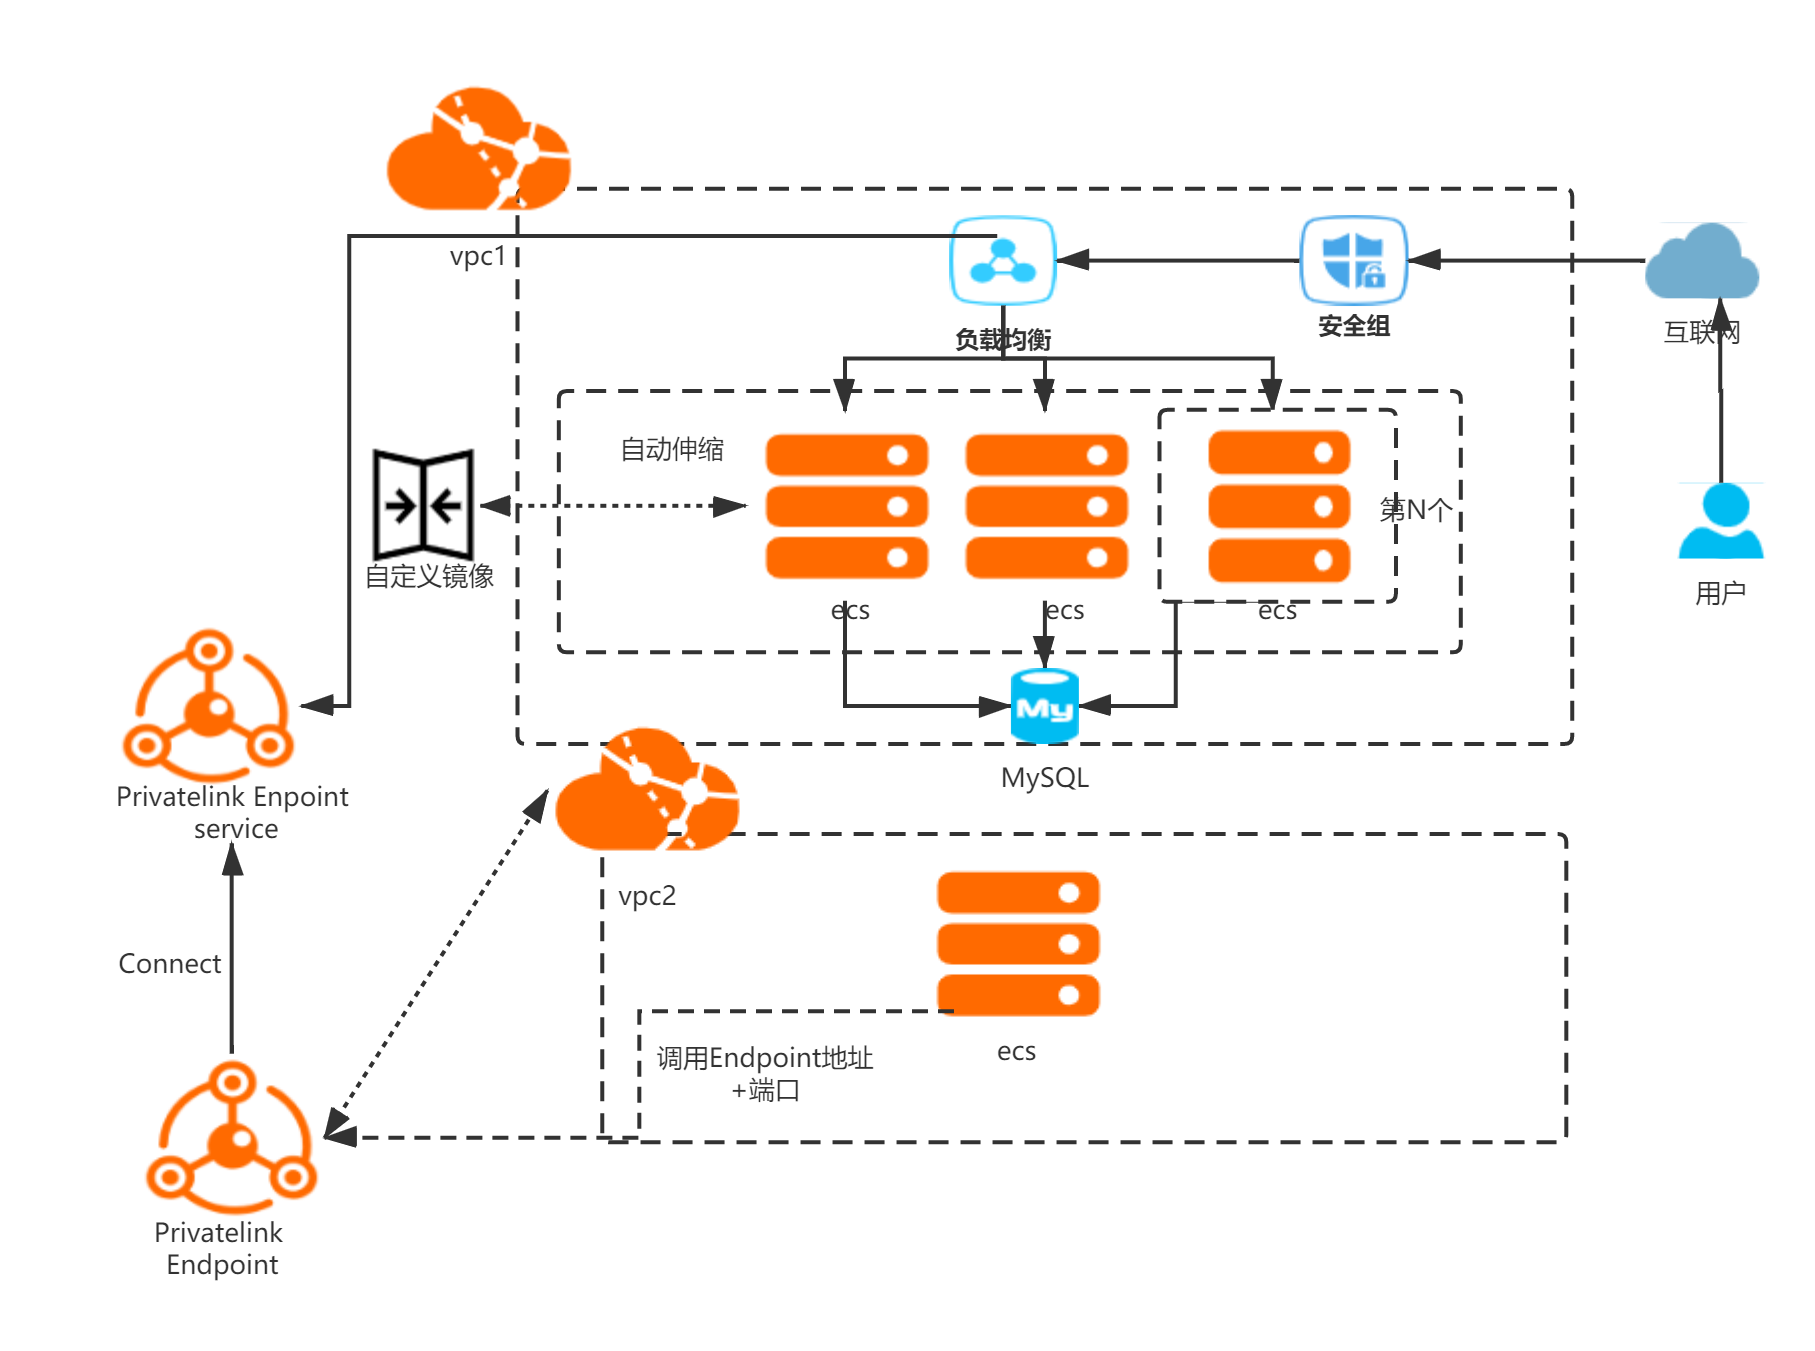 vpc1
负载均衡
安全组
互联网
自动伸缩
第N个
自定义镜像
用户
ecs
ecs
ecs
My
MySQL
Privatelink Enpoint
service
vpc2
Connect
ecs
调用Endpoint地址
+端口
Privatelink
Endpoint